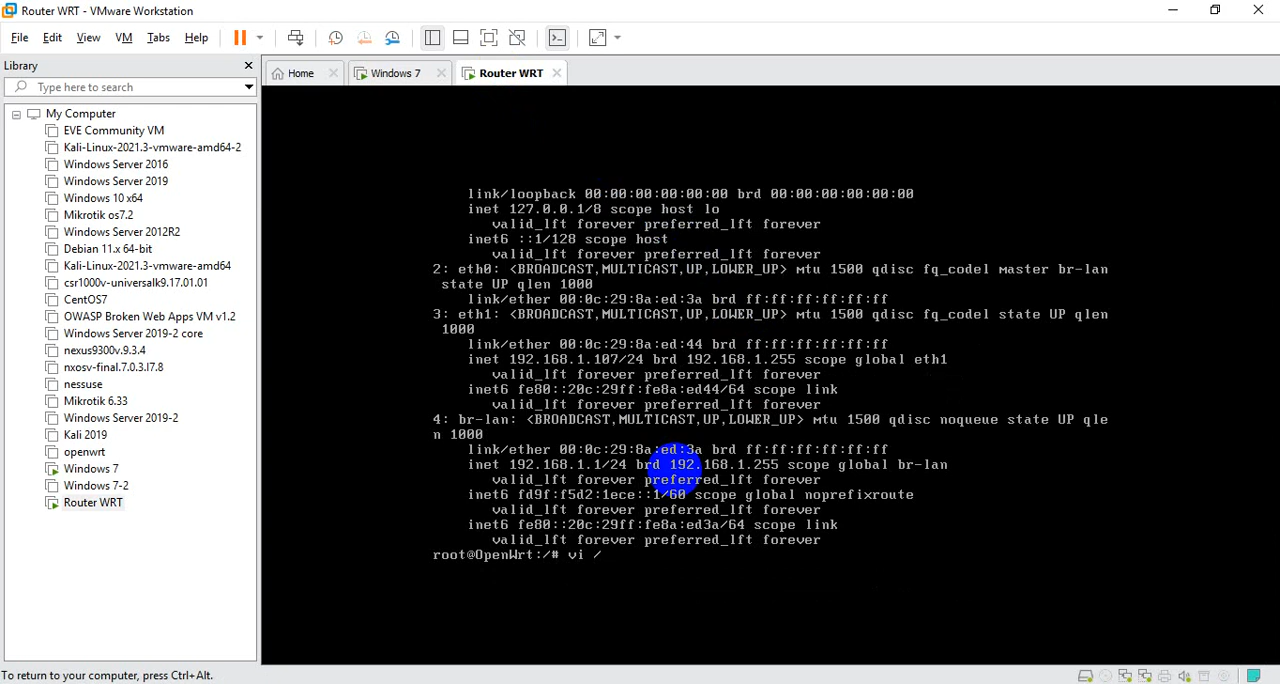 Router WRT - VMware Workstation
File Edit View VM Tabs Help
Library
Home Windows 7 Router WRT
Type here to search
My Computer
EVE Community VM
Kali-Linux-2021.3-vmware-amd64-2
Windows Server 2016
Windows Server 2019
Windows 10 x64
Mikrotik os7.2
Windows Server 2012R2
Debian 11.x 64-bit
Kali-Linux-2021.3-vmware-amd64
csr1000v-universalk9.17.01.01
CentOS7
OWASP Broken Web Apps VM v1.2
Windows Server 2019-2 core
nexus9300v.9.3.4
nxosv-final.7.0.3.I7.8
nessuse
Mikrotik 6.33
Windows Server 2019-2
Kali 2019
openwrt
Windows 7
Windows 7-2
Router WRT
link/loopback 00:00:00:00:00:00 brd 00:00:00:00:00:00
inet 127.0.0.1/8 scope host lo
valid_lft forever preferred_lft forever
inet6 ::1/128 scope host
valid_lft forever preferred_lft forever
2: eth0: <BROADCAST,MULTICAST,UP,LOWER_UP> mtu 1500 qdisc fq_codel master br-lan
state UP qlen 1000
link/ether 00:0c:29:8a:ed:3a brd ff:ff:ff:ff:ff:ff
3: eth1: <BROADCAST,MULTICAST,UP,LOWER_UP> mtu 1500 qdisc fq_codel state UP qlen
1000
link/ether 00:0c:29:8a:ed:44 brd ff:ff:ff:ff:ff:ff
inet 192.168.1.107/24 brd 192.168.1.255 scope global eth1
valid_lft forever preferred_lft forever
inet6 fe80::20c:29ff:fe8a:ed44/64 scope link
valid_lft forever preferred_lft forever
4: br-lan: <BROADCAST,MULTICAST,UP,LOWER_UP> mtu 1500 qdisc noqueue state UP qle
n 1000
link/ether 00:0c:29:8a:ed:3a brd ff:ff:ff:ff:ff:ff
inet 192.168.1.1/24 brd 192.168.1.255 scope global br-lan
valid_lft forever preferred_lft forever
inet6 fd9f:f5d2:1ece::1/60 scope global noprefixroute
valid_lft forever preferred_lft forever
inet6 fe80::20c:29ff:fe8a:ed3a/64 scope link
valid_lft forever preferred_lft forever
root@OpenWrt:/# vi /
To return to your computer, press Ctrl+Alt.